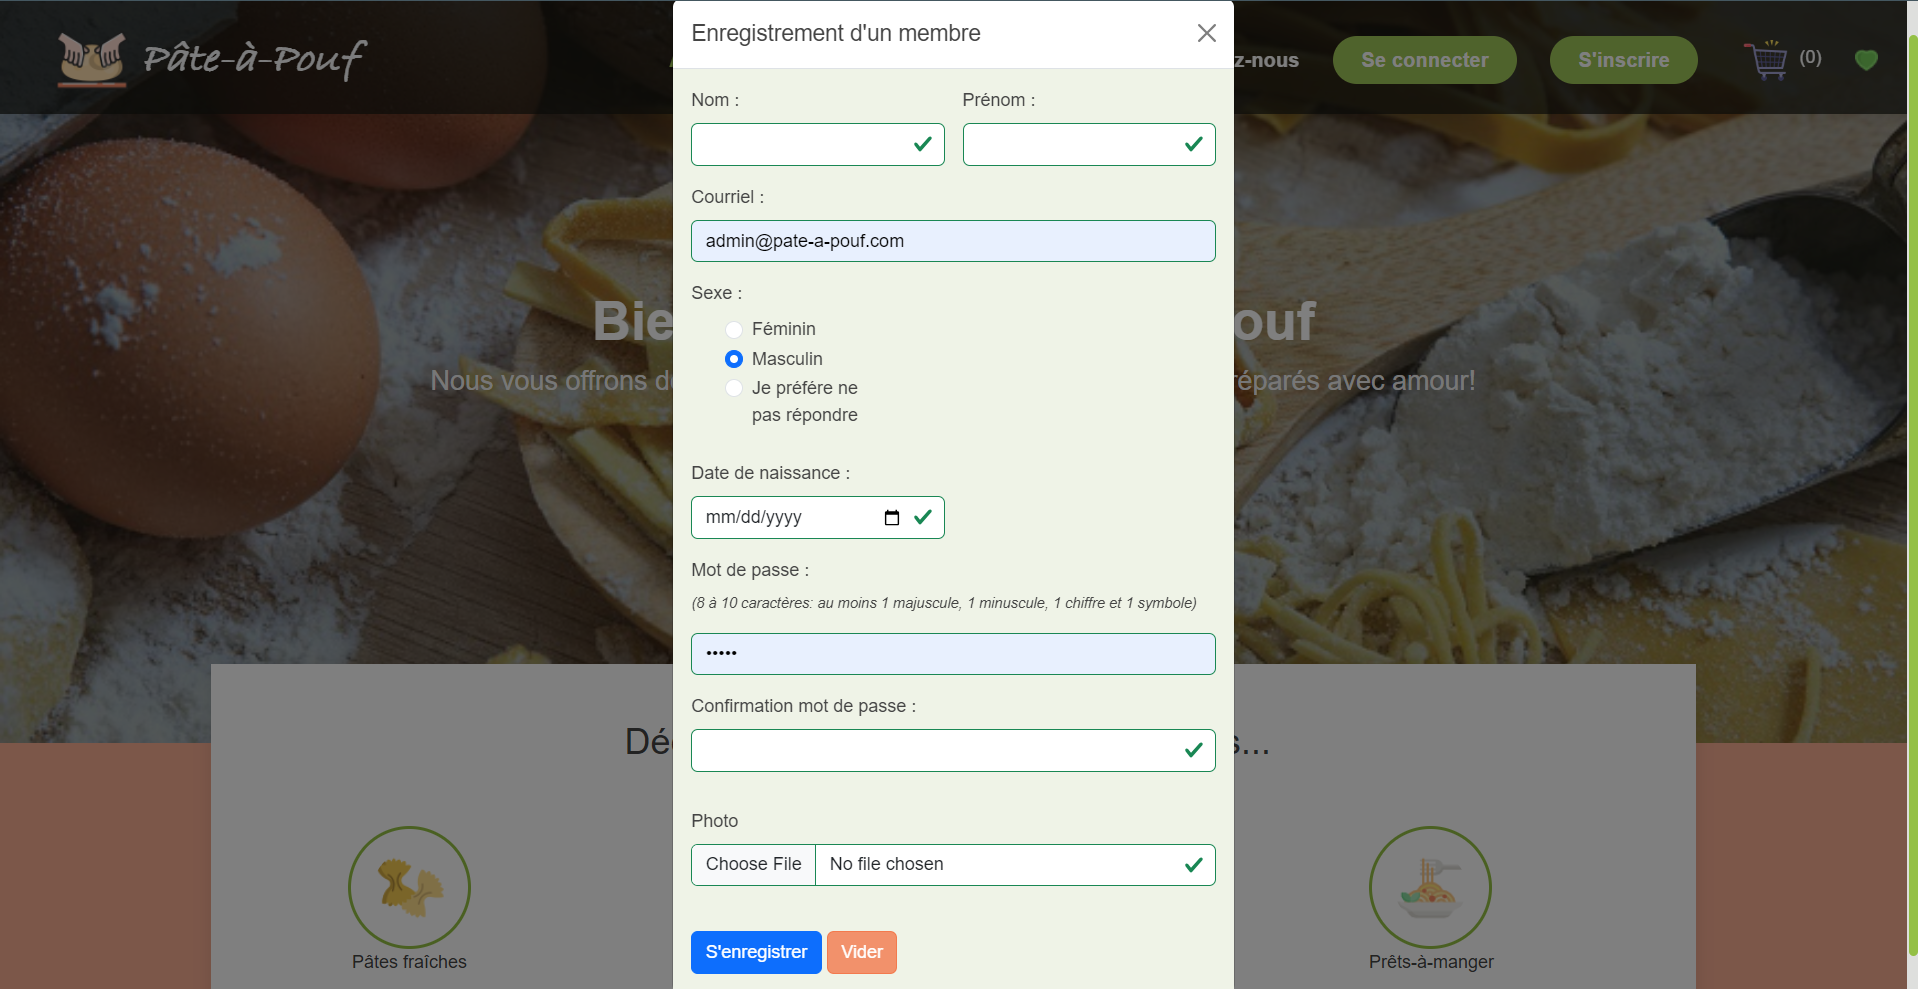 Enregistrement d'un membre
Pâte-à-Pouf
z-nous
Se connecter
S'inscrire
(0)
Nom :
Prénom :
Courriel :
admin@pate-a-pouf.com
Sexe :
Féminin
Masculin
Je préfére ne
pas répondre
Bie
ouf
Nous vous offrons d
réparés avec amour!
Date de naissance :
mm/dd/yyyy
Mot de passe :
(8 à 10 caractères: au moins 1 majuscule, 1 minuscule, 1 chiffre et 1 symbole)
•••••
Confirmation mot de passe :
Dé
s...
Photo
Choose File
No file chosen
S'enregistrer
Vider
Pâtes fraîches
Prêts-à-manger